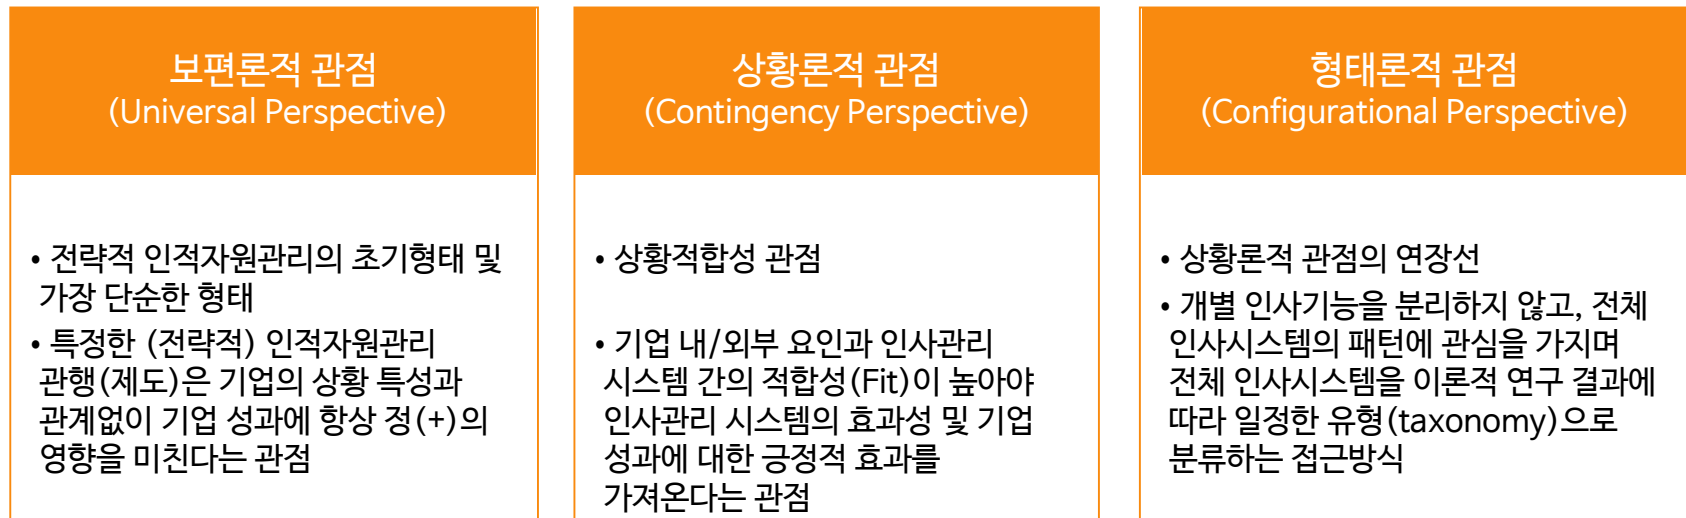 보편론적 관점
(Universal Perspective)
• 전략적 인적자원관리의 초기형태 및
가장 단순한 형태
• 특정한 (전략적) 인적자원관리
관행(제도)은 기업의 상황 특성과
관계없이 기업 성과에 항상 정(+)의
영향을 미친다는 관점
상황론적 관점
(Contingency Perspective)
• 상황적합성 관점
• 기업 내/외부 요인과 인사관리
시스템 간의 적합성(Fit)이 높아야
인사관리 시스템의 효과성 및 기업
성과에 대한 긍정적 효과를
가져온다는 관점
형태론적 관점
(Configurational Perspective)
• 상황론적 관점의 연장선
• 개별 인사기능을 분리하지 않고, 전체
인사시스템의 패턴에 관심을 가지며
전체 인사시스템을 이론적 연구 결과에
따라 일정한 유형(taxonomy)으로
분류하는 접근방식